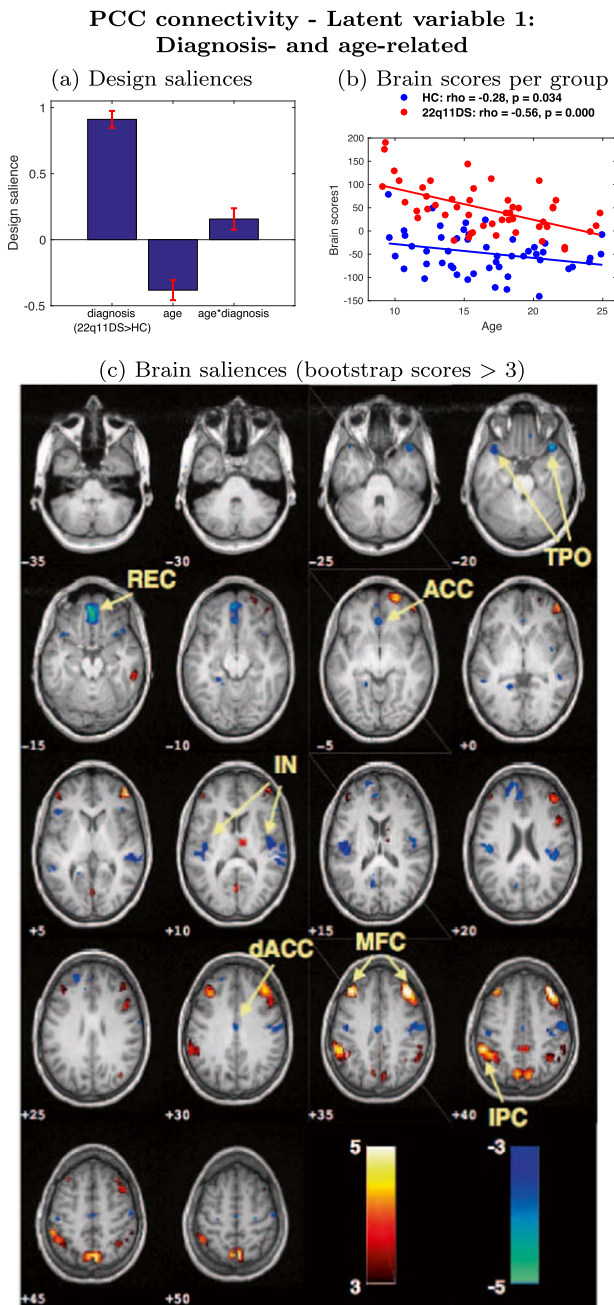 PCC connectivity - Latent variable 1:
Diagnosis- and age-related
(a) Design saliences
(b) Brain scores per group
HC: rho = -0.28, p = 0.034
22q11DS: rho = -0.56, p = 0.000
Design salience
1
0.5
0
-0.5
diagnosis
(22q11DS>HC)
age
age*diagnosis
Brain scores1
200
150
100
50
0
-50
-100
-150
10
15
20
25
Age
(c) Brain saliences (bootstrap scores > 3)
-35
-30
-25
-20
TPO
REC
ACC
-15
-10
-5
+0
IN
+5
+10
+15
+20
dACC
MFC
+25
+30
+35
+40
IPC
5
3
-3
-5
+45
+50